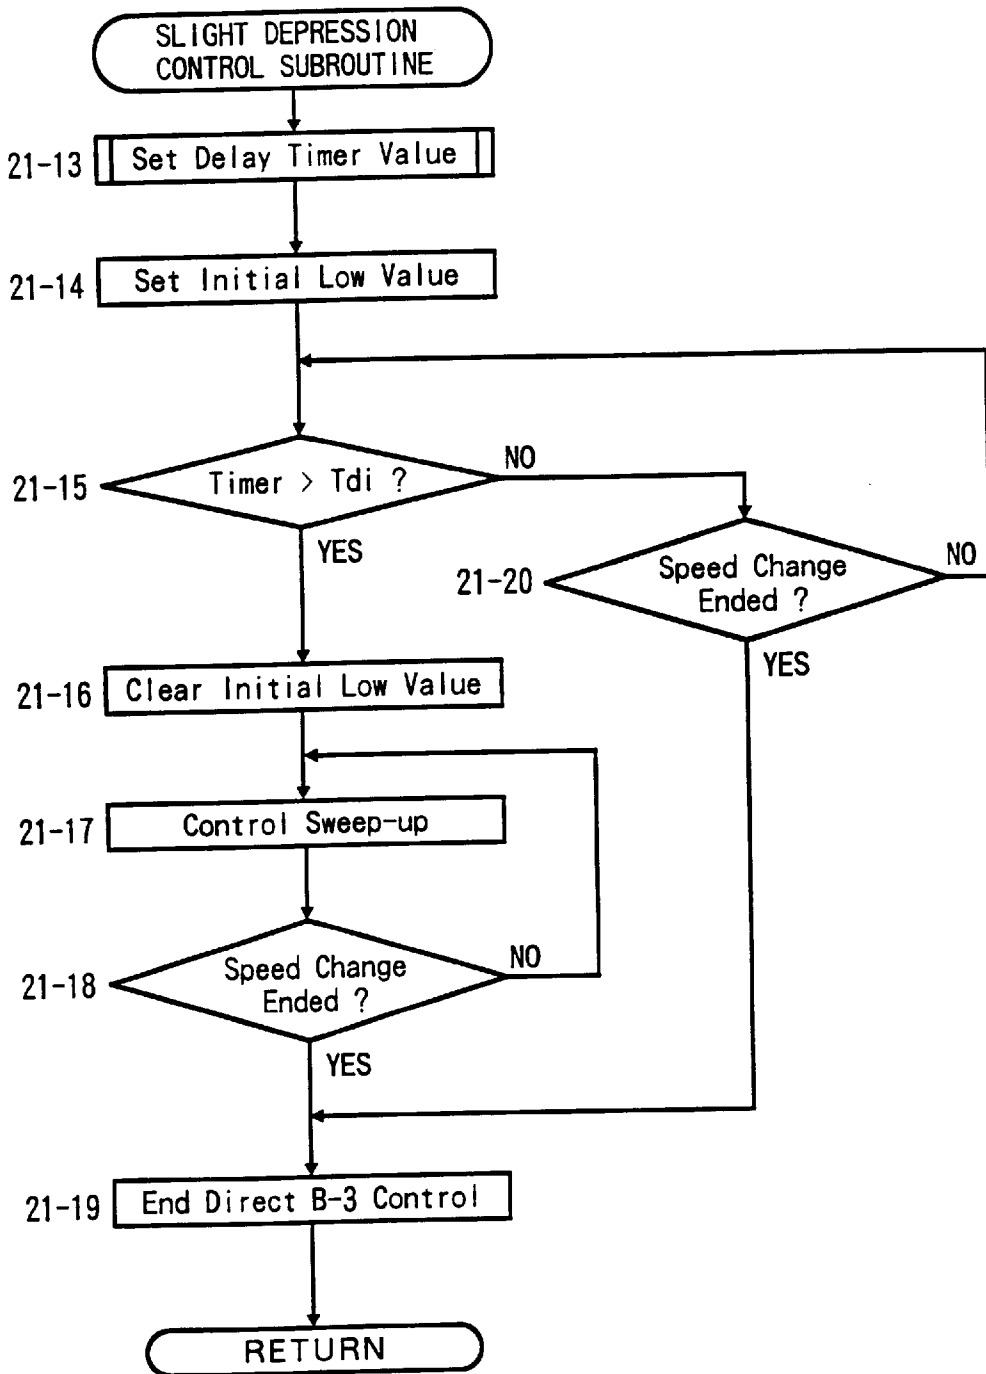 SLIGHT DEPRESSION
CONTROL SUBROUTINE
21-13
Set Delay Timer Value
21-14
Set Initial Low Value
21-15
Timer > Tdi ?
NO
YES
21-20
Speed Change
Ended ?
NO
YES
21-16
Clear Initial Low Value
21-17
Control Sweep-up
21-18
Speed Change
Ended ?
NO
YES
21-19
End Direct B-3 Control
RETURN